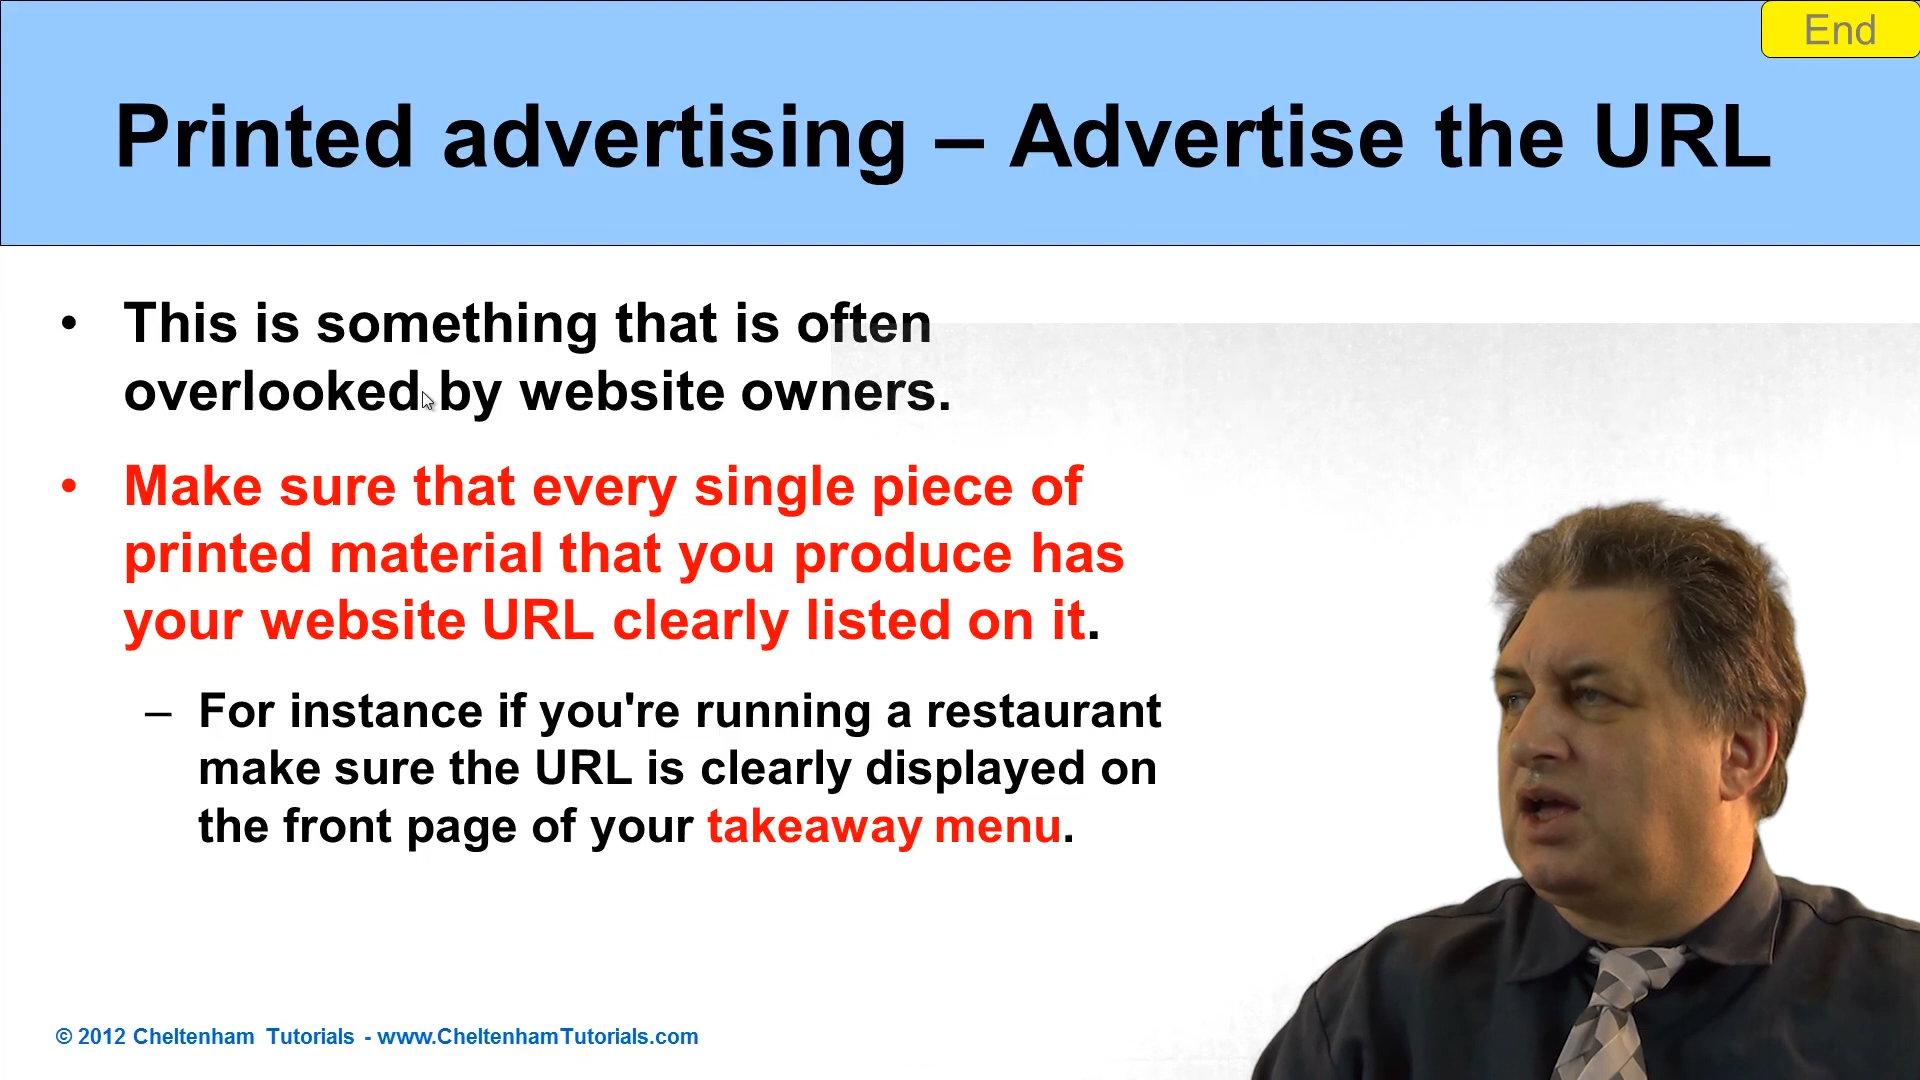 End
Printed advertising – Advertise the URL
• This is something that is often
overlooked by website owners.
• Make sure that every single piece of
printed material that you produce has
your website URL clearly listed on it.
– For instance if you're running a restaurant
make sure the URL is clearly displayed on
the front page of your takeaway menu.
© 2012 Cheltenham Tutorials - www.CheltenhamTutorials.com